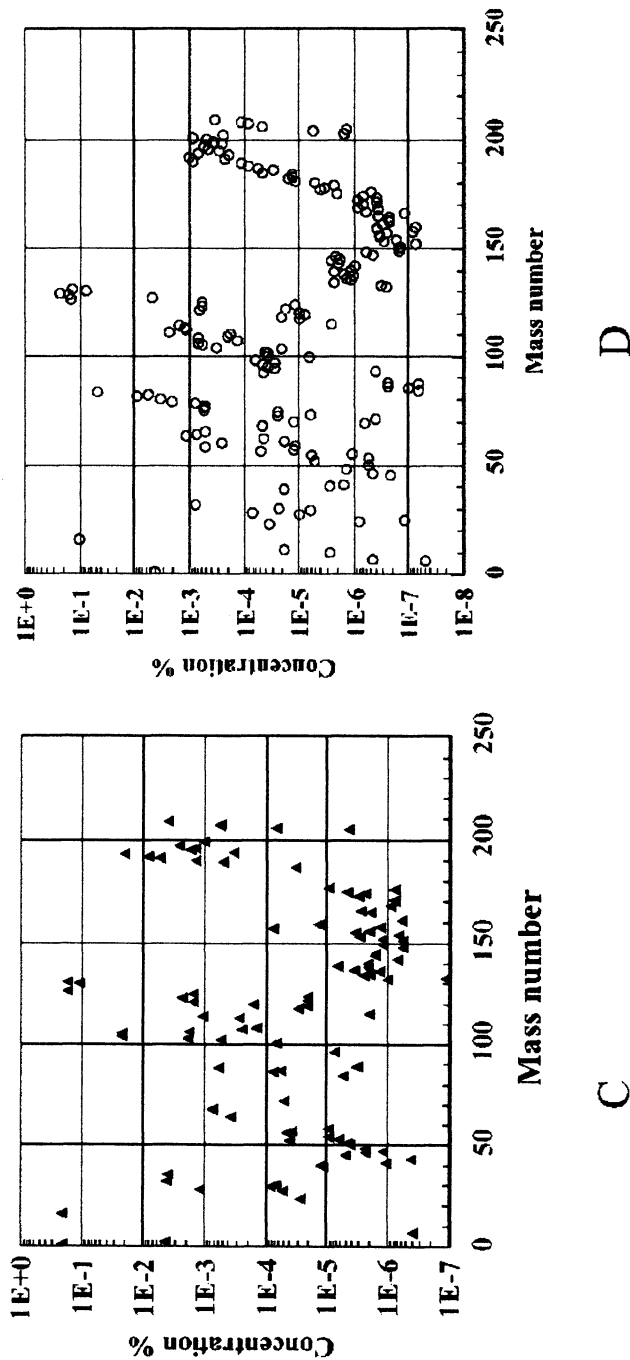 1E+0
1E-1
1E-2
1E-3
1E-4
1E-5
1E-6
1E-7
Concentration %
0
50
100
150
200
250
Mass number
C
1E+0
1E-1
1E-2
1E-3
1E-4
1E-5
1E-6
1E-7
1E-8
Concentration %
0
50
100
150
200
250
Mass number
D